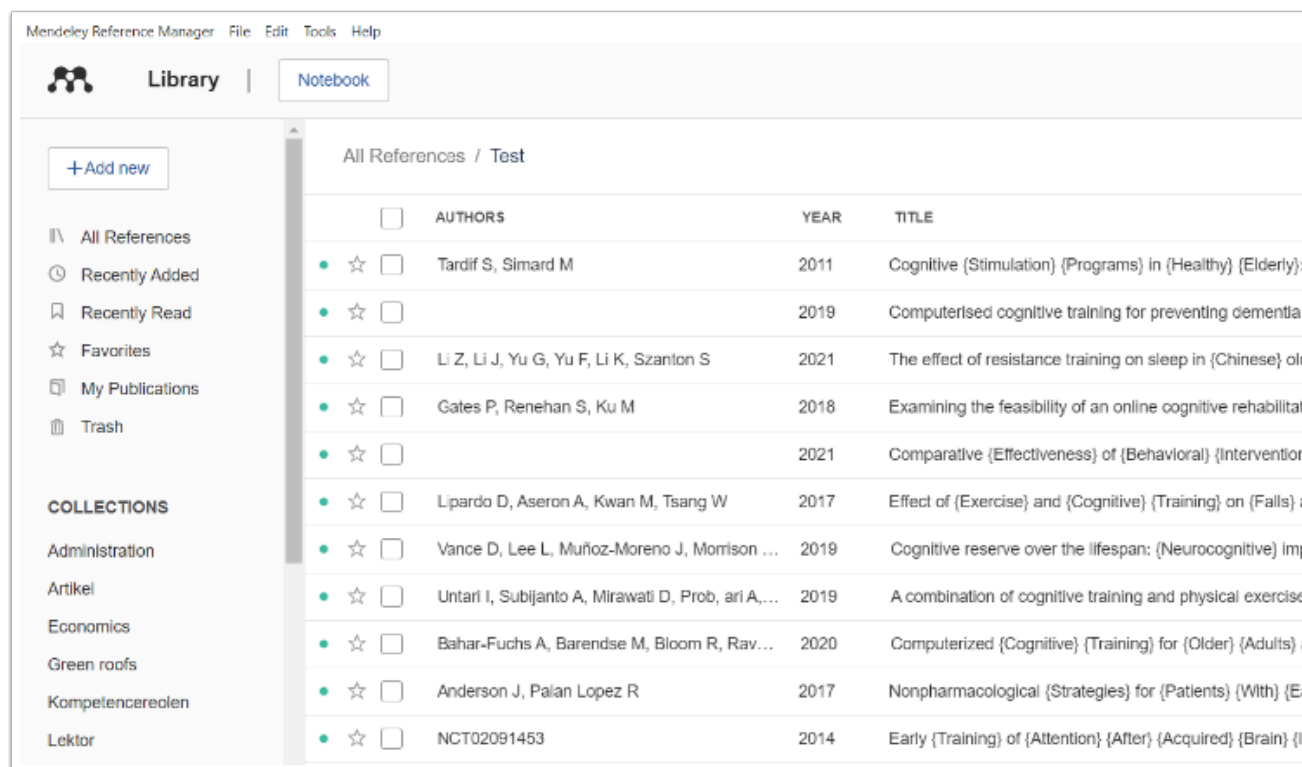 Mendeley Reference Manager File Edit Tools Help
Library | Notebook
+Add new
All References
Recently Added
Recently Read
Favorites
My Publications
Trash
COLLECTIONS
Administration
Artikel
Economics
Green roofs
Kompetencereolen
Lektor
All References / Test
AUTHORS YEAR TITLE
Tardif S, Simard M 2011 Cognitive {Stimulation} {Programs} in {Healthy} {Elderly}:
2019 Computerised cognitive training for preventing dementia
Li Z, Li J, Yu G, Yu F, Li K, Szanton S 2021 The effect of resistance training on sleep in {Chinese} ol
Gates P, Renehan S, Ku M 2018 Examining the feasibility of an online cognitive rehabilitat
2021 Comparative {Effectiveness} of {Behavioral} {Intervention
Lipardo D, Aseron A, Kwan M, Tsang W 2017 Effect of {Exercise} and {Cognitive} {Training} on {Falls} a
Vance D, Lee L, Muñoz-Moreno J, Morrison ... 2019 Cognitive reserve over the lifespan: {Neurocognitive} imp
Untari I, Subijanto A, Mirawati D, Prob, ari A,... 2019 A combination of cognitive training and physical exercise
Bahar-Fuchs A, Barendse M, Bloom R, Rav... 2020 Computerized {Cognitive} {Training} for {Older} {Adults}
Anderson J, Palan Lopez R 2017 Nonpharmacological {Strategies} for {Patients} {With} {Ea
NCT02091453 2014 Early {Training} of {Attention} {After} {Acquired} {Brain} {I